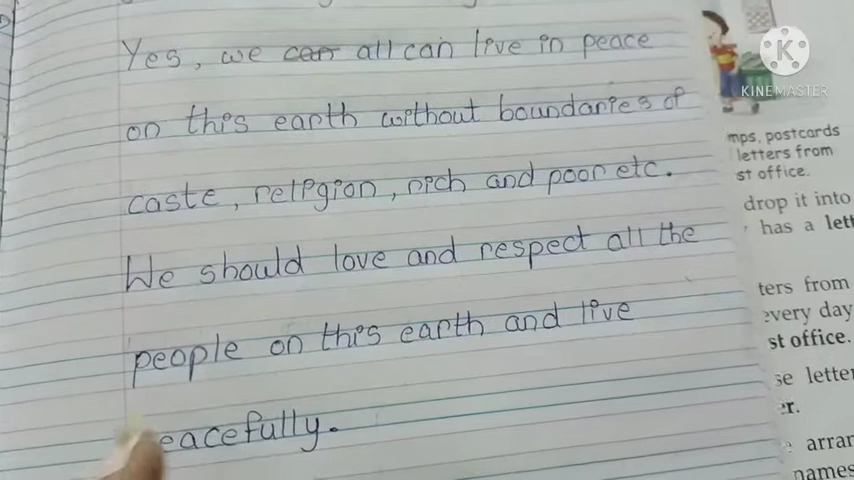 Yes, we can all can live in peace
on this earth without boundaries of
caste, religion, rich and poor etc.
We should love and respect all the
people on this earth and live
eacefully.
KINEMASTER
mps, postcards
letters from
st office.
drop it into
has a lett
ters from
every day
st office.
se letter
er.
arran
names